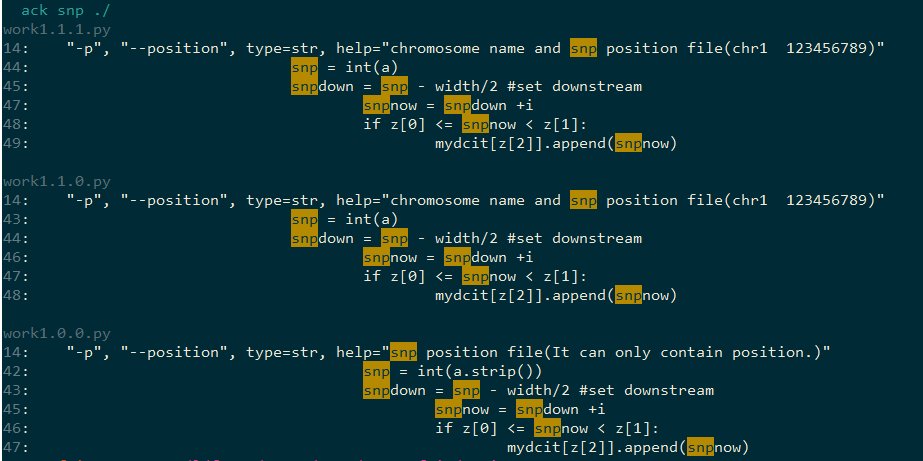 ack snp ./
work1.1.1.py
14:    "-p", "--position", type=str, help="chromosome name and snp position file(chr1  123456789)"
44:                             snp = int(a)
45:                             snpdown = snp - width/2 #set downstream
47:                                     snpnow = snpdown +i
48:                                     if z[0] <= snpnow < z[1]:
49:                                             mydcit[z[2]].append(snpnow)
work1.1.0.py
14:    "-p", "--position", type=str, help="chromosome name and snp position file(chr1  123456789)"
43:                             snp = int(a)
44:                             snpdown = snp - width/2 #set downstream
46:                                     snpnow = snpdown +i
47:                                     if z[0] <= snpnow < z[1]:
48:                                             mydcit[z[2]].append(snpnow)
work1.0.0.py
14:    "-p", "--position", type=str, help="snp position file(It can only contain position.)"
42:                                     snp = int(a.strip())
43:                                     snpdown = snp - width/2 #set downstream
45:                                             snpnow = snpdown +i
46:                                             if z[0] <= snpnow < z[1]:
47:                                                     mydcit[z[2]].append(snpnow)